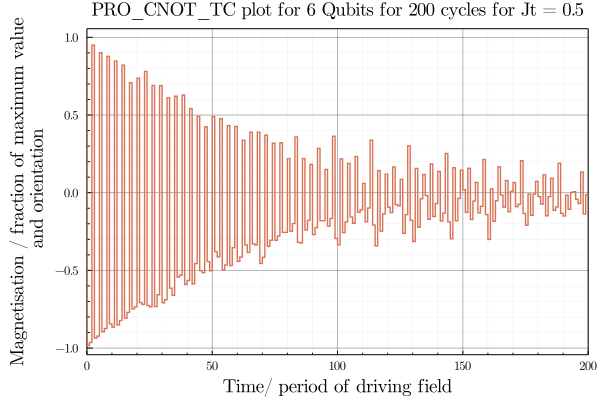 PRO_CNOT_TC plot for 6 Qubits for 200 cycles for Jt = 0.5
Magnetisation / fraction of maximum value
and orientation
1.0
0.5
0.0
−0.5
−1.0
0
50
100
150
200
Time/ period of driving field